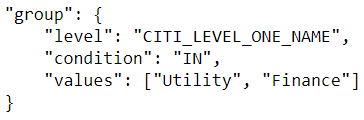 "group": {
    "level": "CITI_LEVEL_ONE_NAME",
    "condition": "IN",
    "values": ["Utility", "Finance"]
}